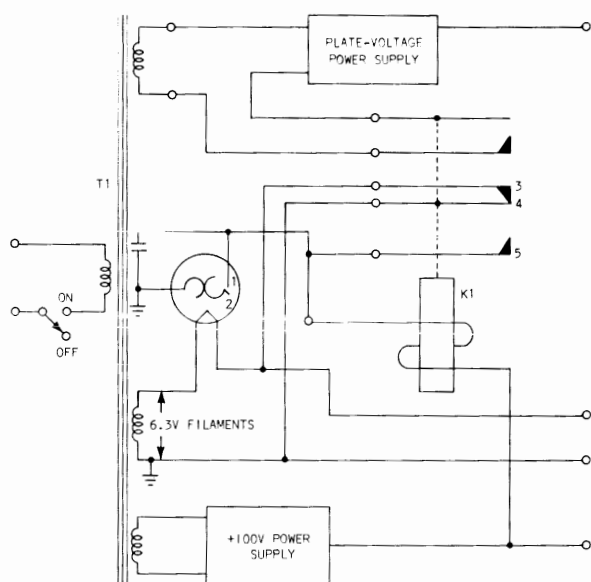 PLATE-VOLTAGE
POWER SUPPLY
T1
3
4
5
1
2
K1
ON
OFF
6.3V FILAMENTS
+100V POWER
SUPPLY